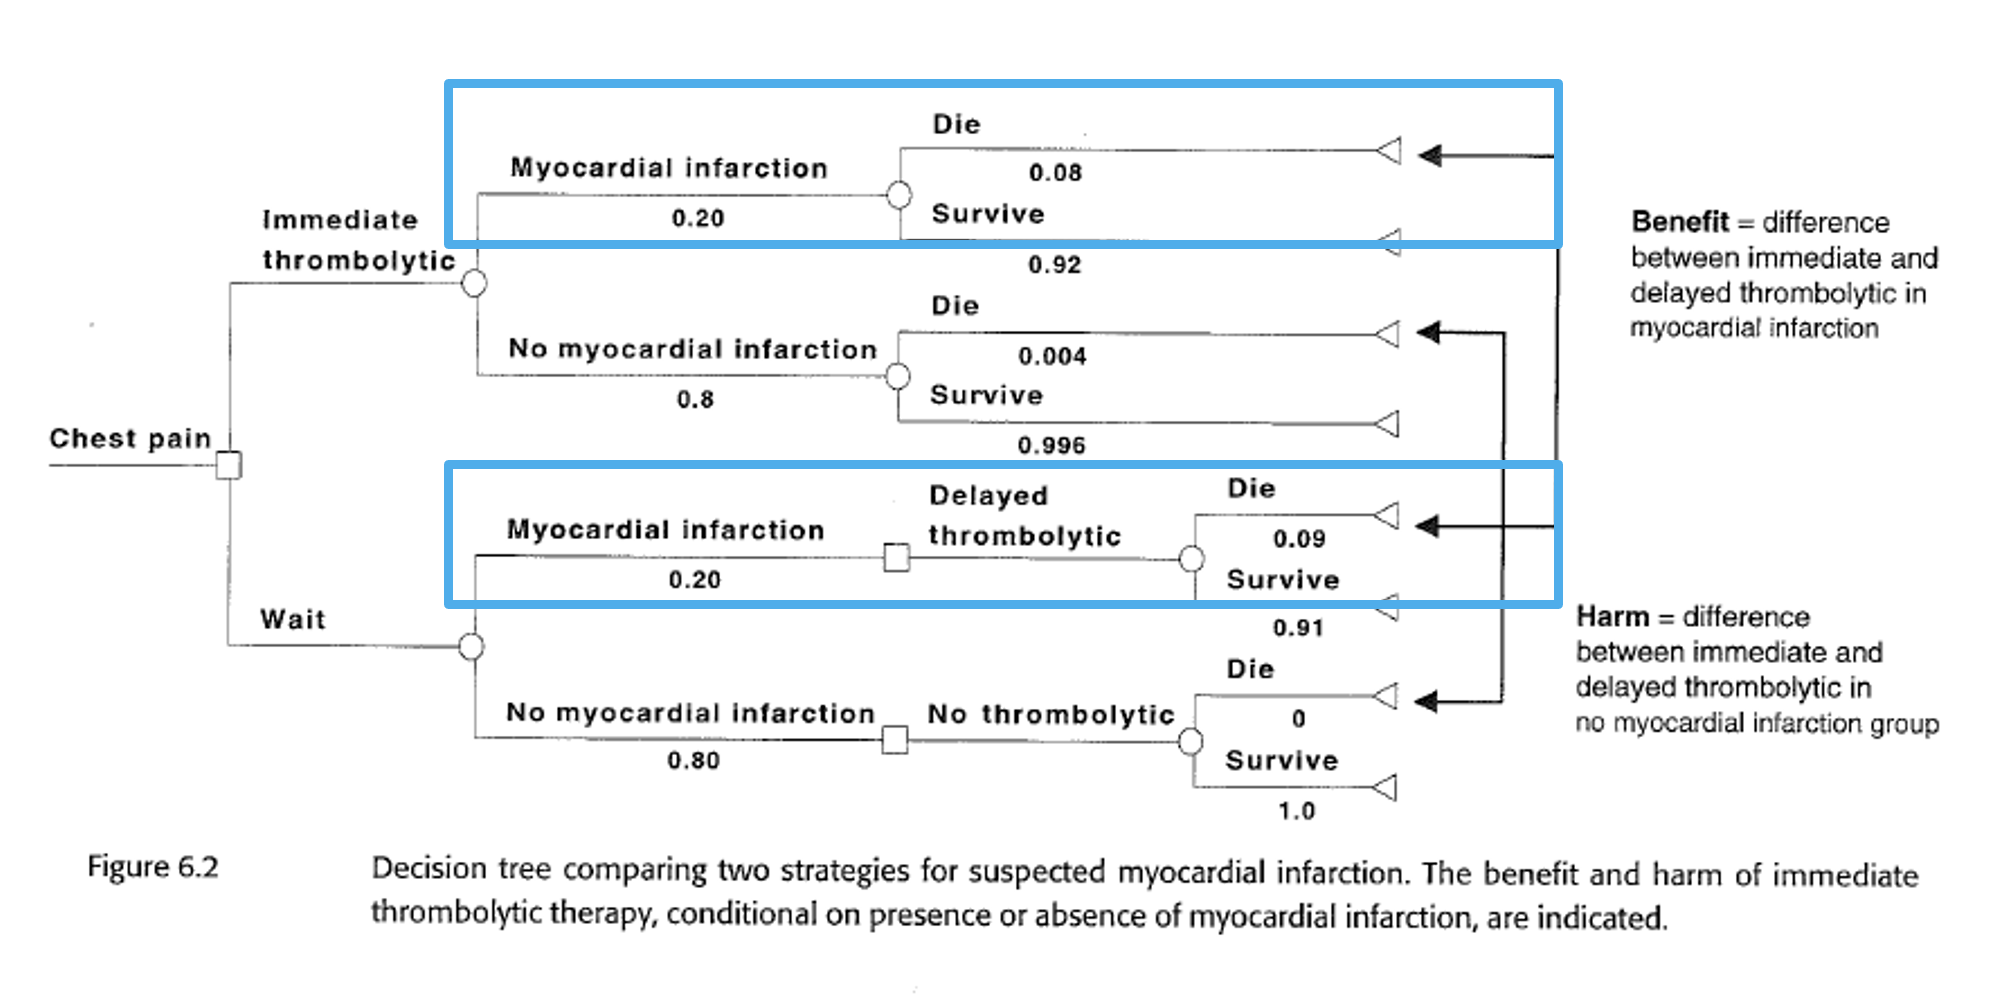 Die
Myocardial infarction
0.08
0.20
Survive
Immediate
thrombolytic
0.92
Die
No myocardial infarction
0.004
0.8
Survive
0.996
Chest pain
Delayed
thrombolytic
Die
Myocardial infarction
0.09
0.20
Survive
0.91
Wait
Die
No myocardial infarction
No thrombolytic
0
0.80
Survive
1.0
Benefit = difference
between immediate and
delayed thrombolytic in
myocardial infarction
Harm = difference
between immediate and
delayed thrombolytic in
no myocardial infarction group
Figure 6.2
Decision tree comparing two strategies for suspected myocardial infarction. The benefit and harm of immediate
thrombolytic therapy, conditional on presence or absence of myocardial infarction, are indicated.